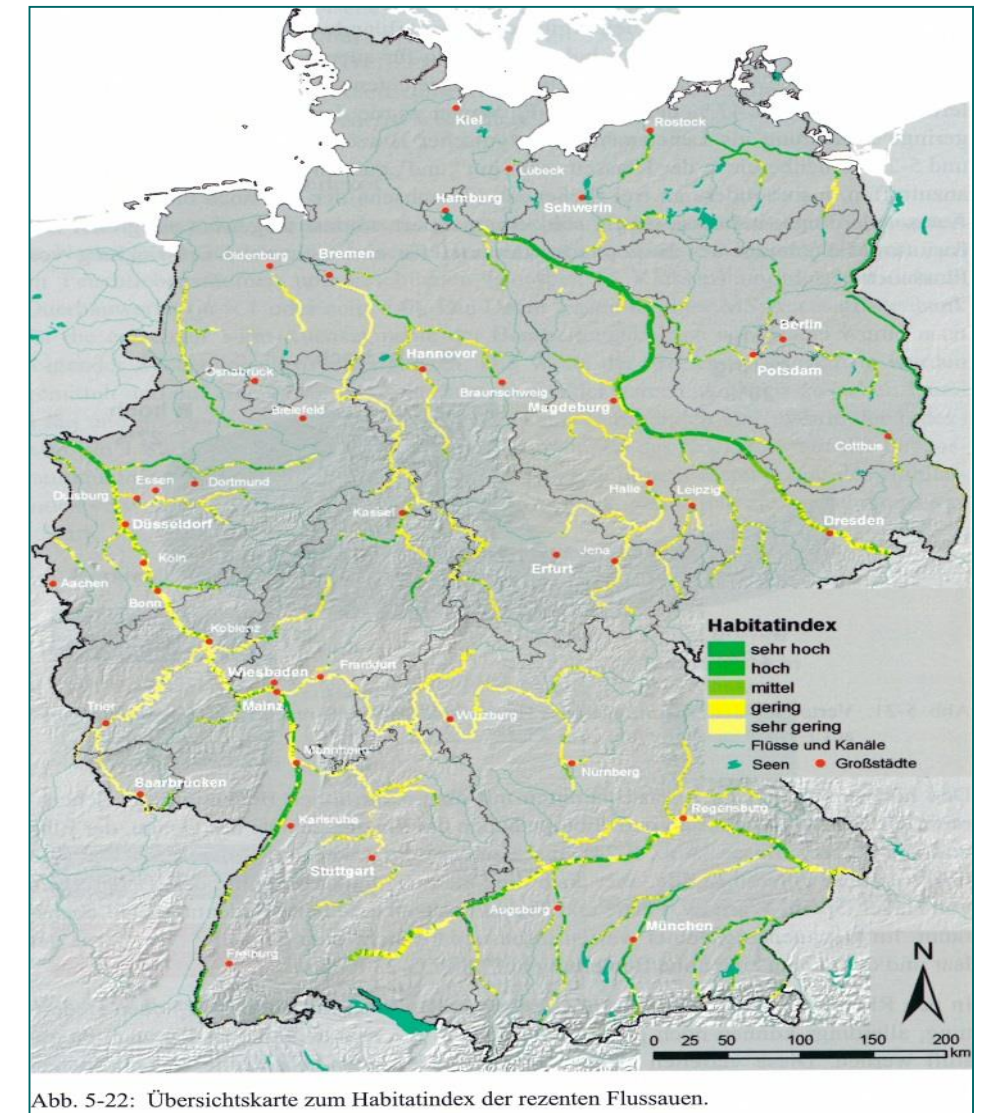 Kiel
Rostock
Lübeck
Hamburg
Schwerin
Oldenburg
Bremen
Berlin
Potsdam
Hannover
Osnabrück
Braunschweig
Bielefeld
Magdeburg
Cottbus
Essen
Dortmund
Duisburg
Halle
Leipzig
Düsseldorf
Kassel
Dresden
Köln
Jena
Erfurt
Aachen
Bonn
Koblenz
Wiesbaden
Frankfurt
Mainz
Trier
Würzburg
Mannheim
Nürnberg
Saarbrücken
Regensburg
Karlsruhe
Stuttgart
Augsburg
München
Freiburg
Habitatindex
sehr hoch
hoch
mittel
gering
sehr gering
Flüsse und Kanäle
Seen
Großstädte
N
0 25 50 100 150 200
km
Abb. 5-22: Übersichtskarte zum Habitatindex der rezenten Flussauen.